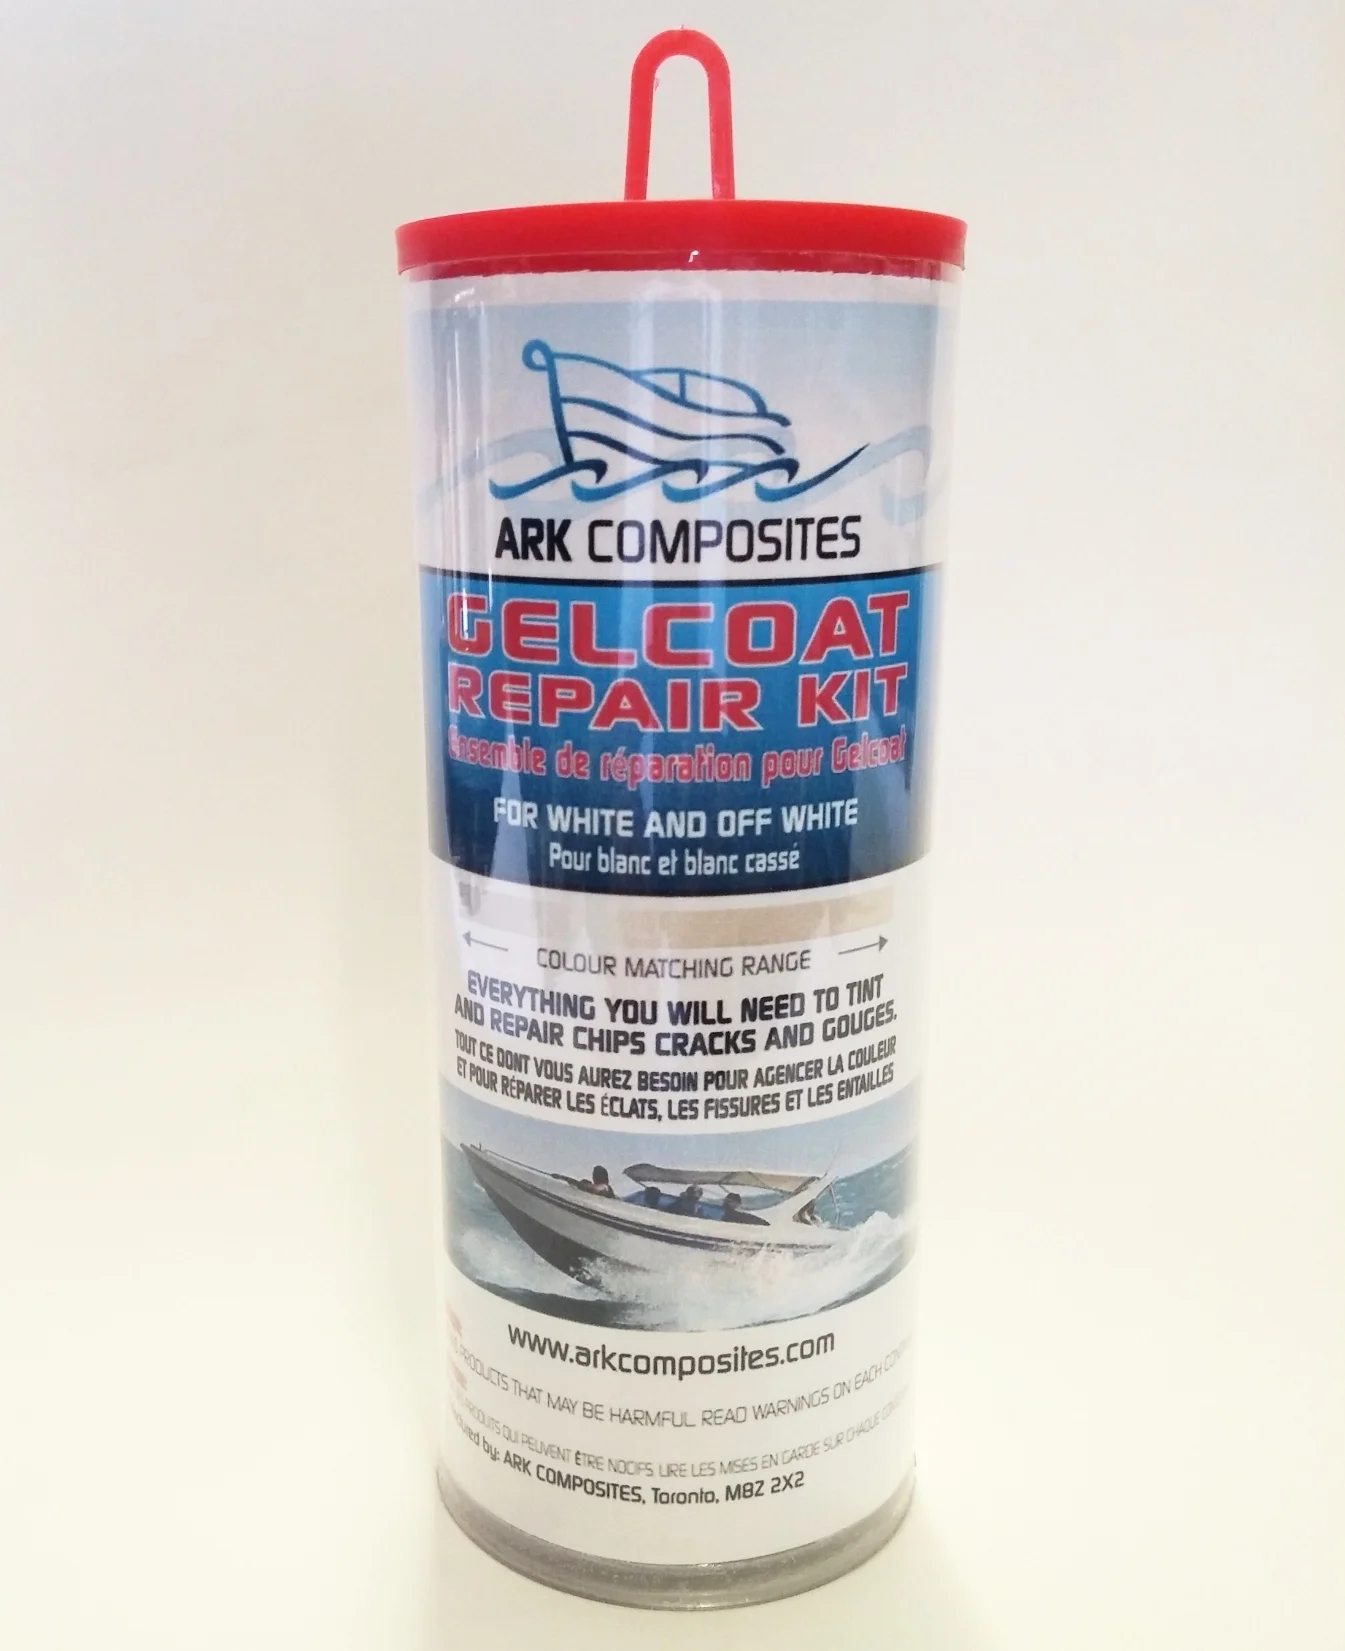 ARK COMPOSITES
GELCOAT
REPAIR KIT
Ensemble de réparation pour Gelcoat
FOR WHITE AND OFF WHITE
Pour blanc et blanc cassé
COLOUR MATCHING RANGE
EVERYTHING YOU WILL NEED TO TINT
AND REPAIR CHIPS CRACKS AND GOUGES.
TOUT CE DONT VOUS AUREZ BESOIN POUR AGENCER LA COULEUR
ET POUR RÉPARER LES ÉCLATS, LES FISSURES ET LES ENTAILLES
www.arkcomposites.com
PRODUCTS THAT MAY BE HARMFUL. READ WARNINGS ON EACH
PRODUITS QUI PEUVENT ÊTRE NOCIFS. LIRE LES MISES EN GARDE SUR CHAQUE
by: ARK COMPOSITES, Toronto, M8Z 2X2